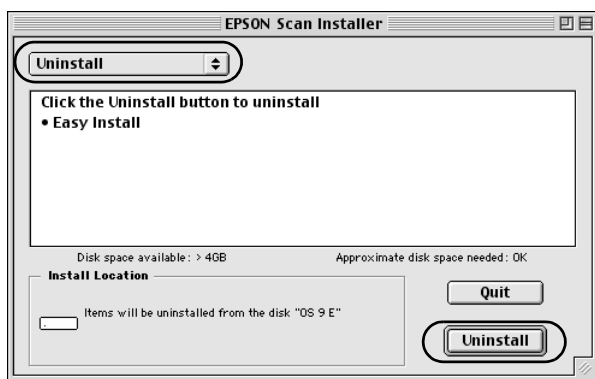 EPSON Scan Installer
Uninstall
Click the Uninstall button to uninstall
• Easy Install
Disk space available: > 4GB
Approximate disk space needed: OK
Install Location
Items will be uninstalled from the disk "OS 9 E"
Quit
Uninstall